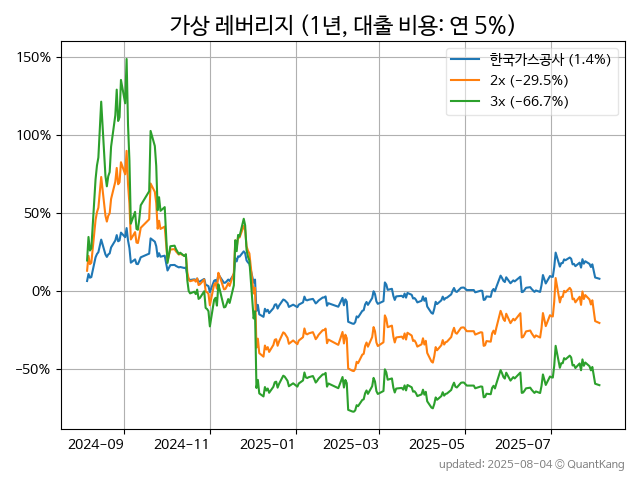 가상 레버리지 (1년, 대출 비용: 연 5%)
한국가스공사 (1.4%)
2x (−29.5%)
3x (−66.7%)
150%
100%
50%
0%
−50%
2024-09 2024-11 2025-01 2025-03 2025-05 2025-07
updated: 2025-08-04 © QuantKang